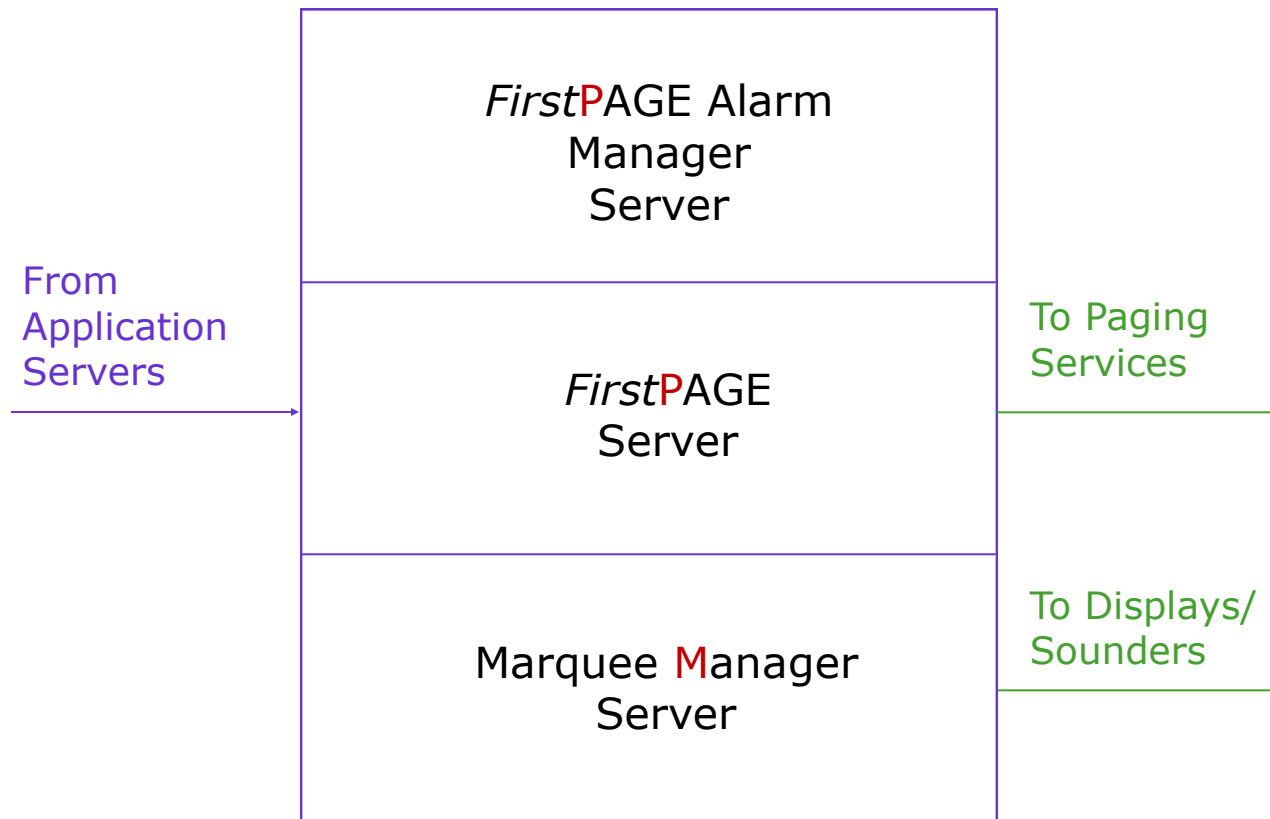 FirstPAGE Alarm
Manager
Server
From
Application
Servers
To Paging
Services
FirstPAGE
Server
To Displays/
Sounders
Marquee Manager
Server